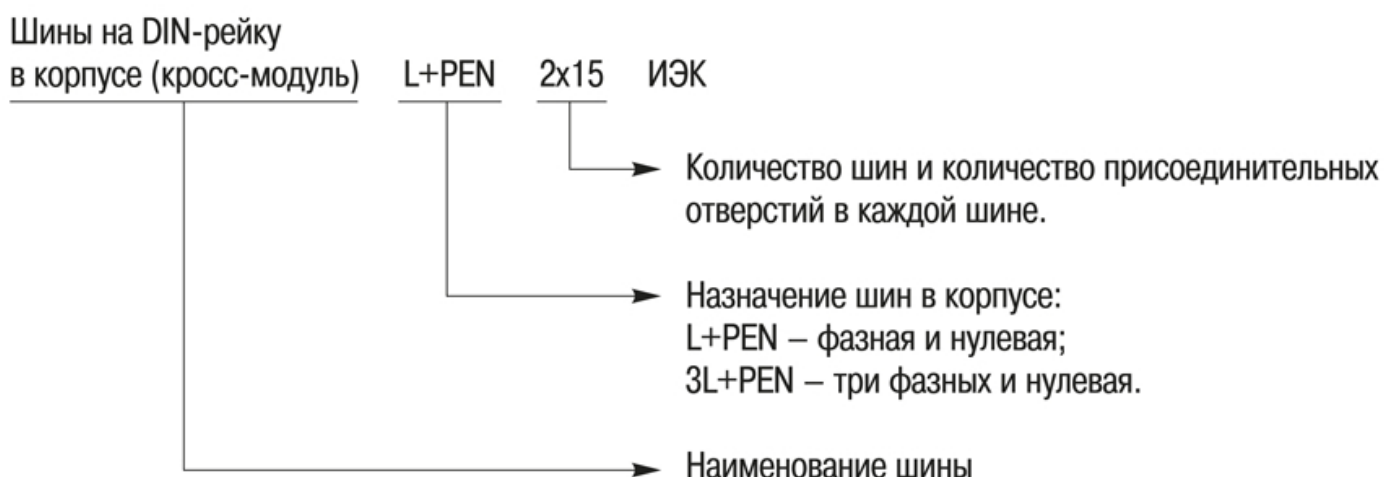 Шины на DIN-рейку
в корпусе (кросс-модуль) L+PEN 2x15 ИЭК
Количество шин и количество присоединительных
отверстий в каждой шине.
Назначение шин в корпусе:
L+PEN – фазная и нулевая;
3L+PEN – три фазных и нулевая.
Наименование шины